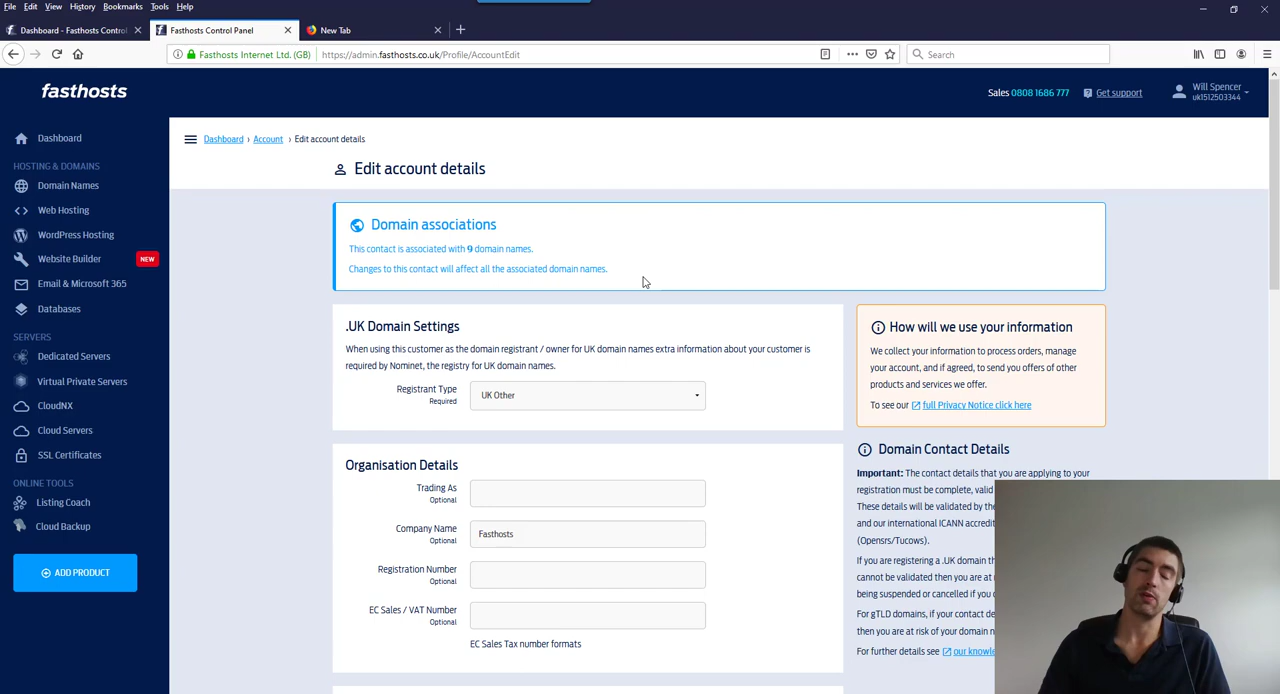 File Edit View History Bookmarks Tools Help
Dashboard - Fasthosts Control
Fasthosts Control Panel
New Tab
Fasthosts Internet Ltd. (GB)
https://admin.fasthosts.co.uk/Profile/AccountEdit
Search
fasthosts
Sales 0808 1686 777
Get support
Will Spencer
uk1512503344
Dashboard
HOSTING & DOMAINS
Domain Names
Web Hosting
WordPress Hosting
Website Builder
NEW
Email & Microsoft 365
Databases
SERVERS
Dedicated Servers
Virtual Private Servers
CloudNX
Cloud Servers
SSL Certificates
ONLINE TOOLS
Listing Coach
Cloud Backup
ADD PRODUCT
Dashboard › Account › Edit account details
Edit account details
Domain associations
This contact is associated with 9 domain names.
Changes to this contact will affect all the associated domain names.
.UK Domain Settings
When using this customer as the domain registrant / owner for UK domain names extra information about your customer is
required by Nominet, the registry for UK domain names.
Registrant Type
Required
UK Other
Organisation Details
Trading As
Optional
Company Name
Optional
Fasthosts
Registration Number
Optional
EC Sales / VAT Number
Optional
EC Sales Tax number formats
How will we use your information
We collect your information to process orders, manage
your account, and if agreed, to send you offers of other
products and services we offer.
To see our full Privacy Notice click here
Domain Contact Details
Important: The contact details that you are applying to your
registration must be complete, valid
These details will be validated by the
and our international ICANN accredit
(Opensrs/Tucows).
If you are registering a .UK domain th
cannot be validated then you are at
being suspended or cancelled if you
For gTLD domains, if your contact de
then you are at risk of your domain n
For further details see our knowle